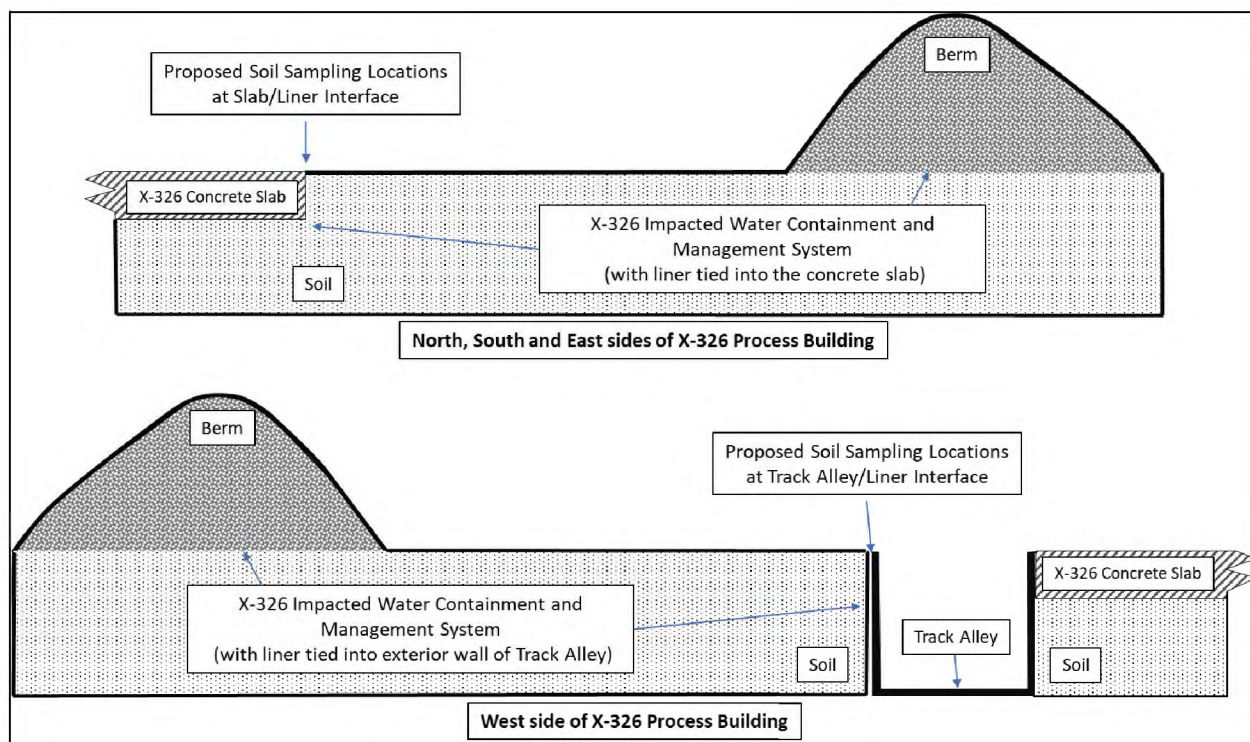 Proposed Soil Sampling Locations
at Slab/Liner Interface
Berm
X-326 Concrete Slab
X-326 Impacted Water Containment and
Management System
(with liner tied into the concrete slab)
Soil
North, South and East sides of X-326 Process Building
Berm
Proposed Soil Sampling Locations
at Track Alley/Liner Interface
X-326 Concrete Slab
X-326 Impacted Water Containment and
Management System
(with liner tied into exterior wall of Track Alley)
Soil
Track Alley
Soil
West side of X-326 Process Building